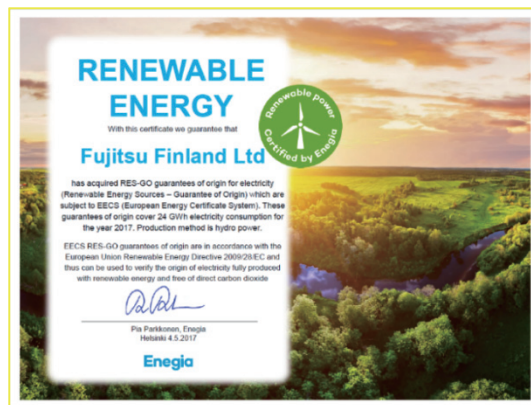 RENEWABLE
ENERGY
With this certificate we guarantee that
Fujitsu Finland Ltd
has acquired RES-GO guarantees of origin for electricity
(Renewable Energy Sources – Guarantee of Origin) which are
subject to EECS (European Energy Certificate System). These
guarantees of origin cover 24 GWh electricity consumption for
the year 2017. Production method is hydro power.
EECS RES-GO guarantees of origin are in accordance with the
European Union Renewable Energy Directive 2009/28/EC and
thus can be used to verify the origin of electricity fully produced
with renewable energy and free of direct carbon dioxide
Pia Parkkonen, Enegia
Helsinki 4.5.2017
Enegia
Renewable power
Certified by Enegia